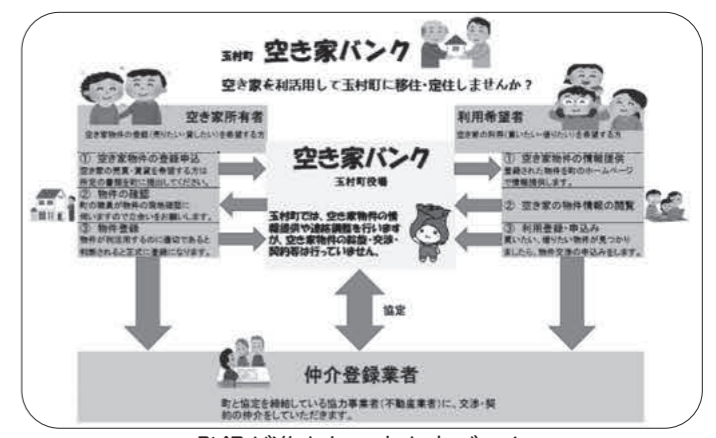 玉村町 空き家バンク
空き家を利活用して玉村町に移住・定住しませんか？
空き家所有者
空き家物件の登録(売りたい・貸したい)を希望する方
① 空き家物件の登録申込
空き家の売買・賃貸を希望する方は
所定の書類を町に提出してください。
② 物件の確認
町の職員が物件の現地確認に
伺いますので立会いをお願いします。
③ 物件登録
物件が利活用するのに適切であると
判断されると正式に登録になります。
空き家バンク
玉村町役場
玉村町では、空き家物件の情
報提供や連絡調整を行います
が、空き家物件の斡旋・交渉・
契約等は行っていません。
利用希望者
空き家の利用(買いたい・借りたい)を希望する方
① 空き家物件の情報提供
登録された物件を町のホームページ
で情報提供します。
② 空き家の物件情報の閲覧
③ 利用登録・申込み
買いたい、借りたい物件が見つかり
ましたら、物件交渉の申込みをします。
協定
仲介登録業者
町と協定を締結している協力事業者(不動産業者)に、交渉・契
約の仲介をしていただきます。